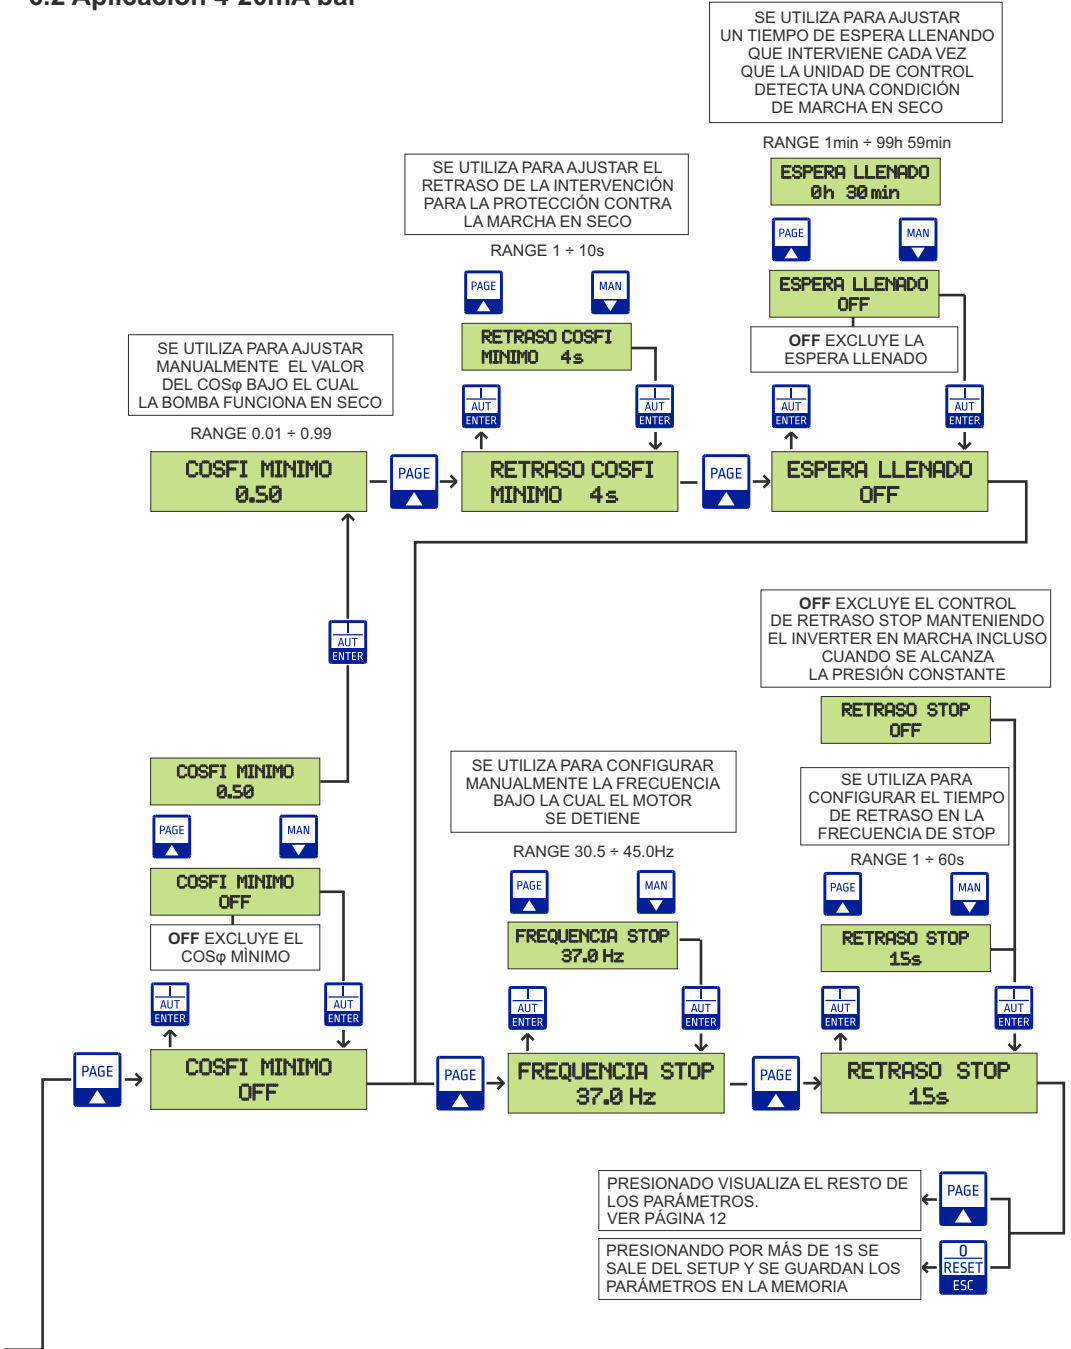 SE UTILIZA PARA AJUSTAR
UN TIEMPO DE ESPERA LLENANDO
QUE INTERVIENE CADA VEZ
QUE LA UNIDAD DE CONTROL
DETECTA UNA CONDICIÓN
DE MARCHA EN SECO
RANGE 1min ÷ 99h 59min
ESPERA LLENADO
0h 30min
PAGE
MAN
ESPERA LLENADO
OFF
OFF EXCLUYE LA
ESPERA LLENADO
I
AUT
ENTER
I
AUT
ENTER
SE UTILIZA PARA AJUSTAR EL
RETRASO DE LA INTERVENCIÓN
PARA LA PROTECCIÓN CONTRA
LA MARCHA EN SECO
RANGE 1 ÷ 10s
PAGE
MAN
RETRASO COSFI
MINIMO 4s
I
AUT
ENTER
I
AUT
ENTER
SE UTILIZA PARA AJUSTAR
MANUALMENTE EL VALOR
DEL COSφ BAJO EL CUAL
LA BOMBA FUNCIONA EN SECO
RANGE 0.01 ÷ 0.99
COSFI MINIMO
0.50
PAGE
RETRASO COSFI
MINIMO 4s
PAGE
ESPERA LLENADO
OFF
I
AUT
ENTER
OFF EXCLUYE EL CONTROL
DE RETRASO STOP MANTENIENDO
EL INVERTER EN MARCHA INCLUSO
CUANDO SE ALCANZA
LA PRESIÓN CONSTANTE
RETRASO STOP
OFF
COSFI MINIMO
0.50
PAGE
MAN
COSFI MINIMO
OFF
OFF EXCLUYE EL
COSφ MÌNIMO
I
AUT
ENTER
I
AUT
ENTER
SE UTILIZA PARA CONFIGURAR
MANUALMENTE LA FRECUENCIA
BAJO LA CUAL EL MOTOR
SE DETIENE
RANGE 30.5 ÷ 45.0Hz
PAGE
MAN
FREQUENCIA STOP
37.0 Hz
I
AUT
ENTER
I
AUT
ENTER
SE UTILIZA PARA
CONFIGURAR EL TIEMPO
DE RETRASO EN LA
FRECUENCIA DE STOP
RANGE 1 ÷ 60s
PAGE
MAN
RETRASO STOP
15s
I
AUT
ENTER
I
AUT
ENTER
PAGE
COSFI MINIMO
OFF
PAGE
FREQUENCIA STOP
37.0 Hz
PAGE
RETRASO STOP
15s
PRESIONADO VISUALIZA EL RESTO DE
LOS PARÁMETROS.
VER PÁGINA 12
PAGE
PRESIONANDO POR MÁS DE 1S SE
SALE DEL SETUP Y SE GUARDAN LOS
PARÁMETROS EN LA MEMORIA
0
RESET
ESC